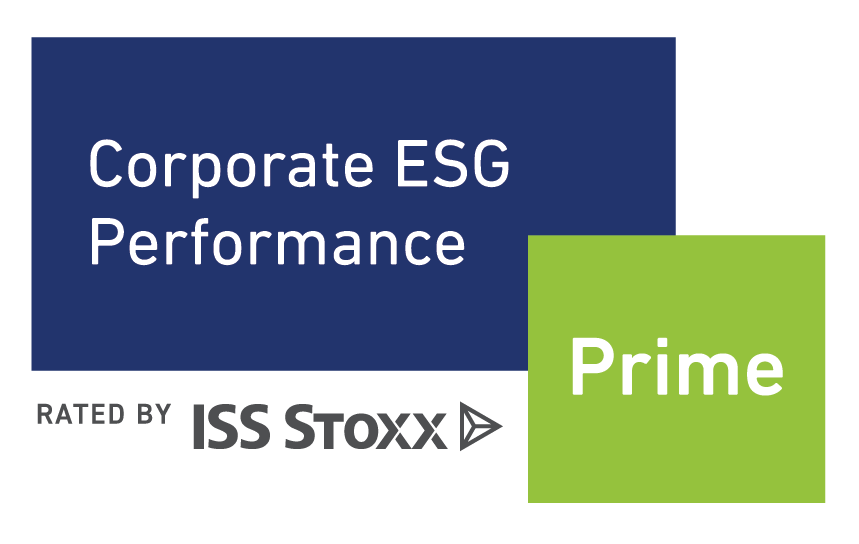 Corporate ESG
Performance
Prime
RATED BY ISS STOXX